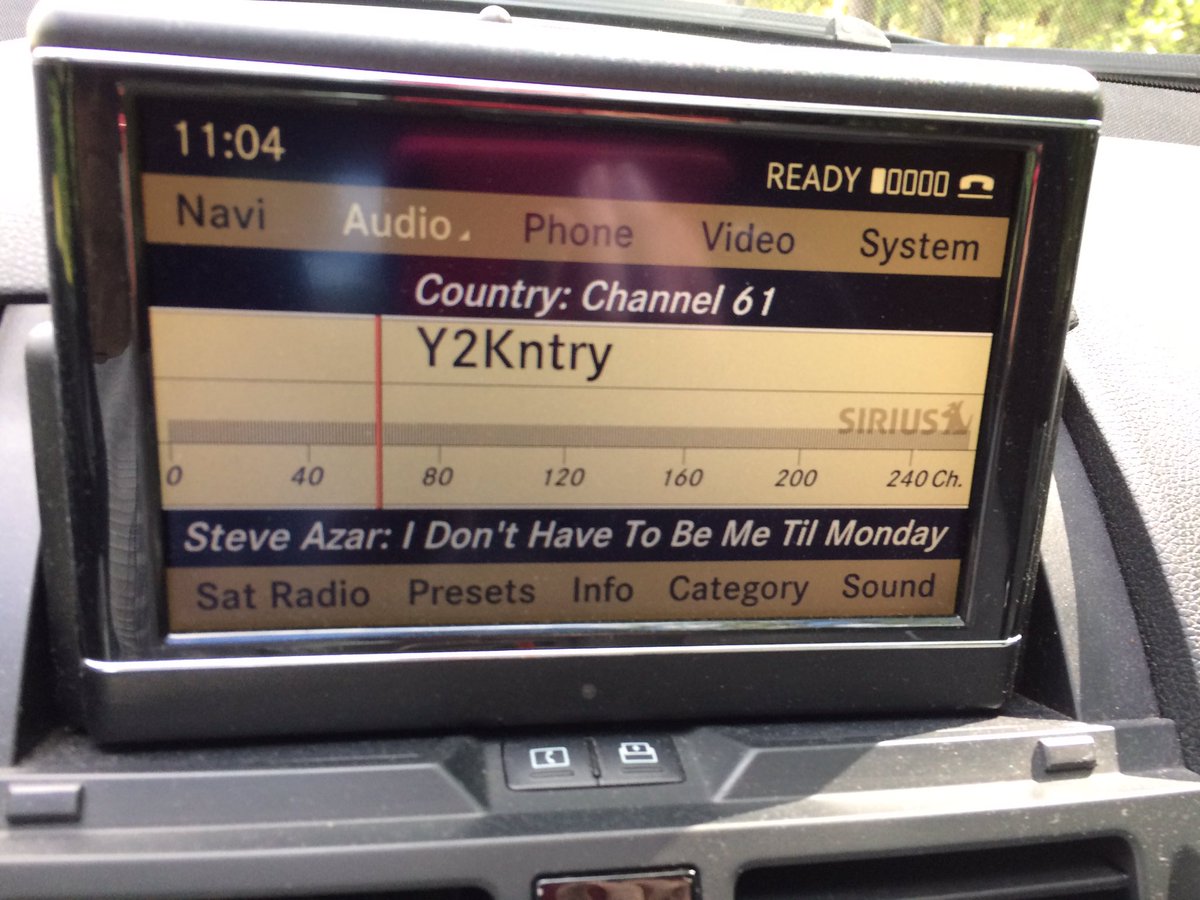 11:04
READY
Navi Audio Phone Video System
Country: Channel 61
Y2Kntry
SIRIUS
0 40 80 120 160 200 240 Ch.
Steve Azar: I Don't Have To Be Me Til Monday
Sat Radio Presets Info Category Sound